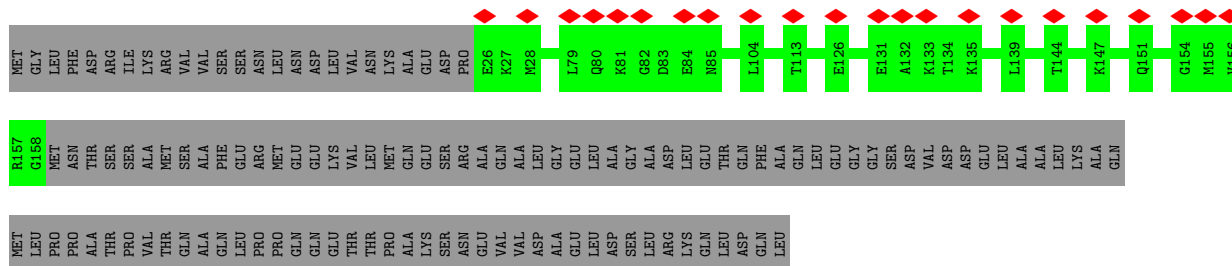 MET GLY LEU PHE ASP ARG ILE LYS ARG VAL VAL SER SER ASN LEU ASN ASP LEU VAL ASN LYS ALA GLU ASP PRO E26 K27 M28 L79 Q80 K81 G82 D83 E84 N85 L104 T113 E126 E131 A132 K133 T134 K135 L139 T144 K147 Q151 G154 M155
R157 G158 MET ASN THR SER SER ALA MET SER ALA PHE GLU ARG MET GLU GLU LYS VAL LEU MET GLN GLU SER ARG ALA GLN ALA LEU GLY GLU LEU ALA GLY ALA ASP LEU GLU THR GLN PHE ALA GLN LEU GLU GLY GLY SER ASP VAL ASP ASP GLU LEU ALA ALA LEU LYS ALA GLN
MET LEU PRO PRO ALA THR PRO VAL THR GLN ALA GLN LEU PRO PRO GLN GLN GLU THR THR PRO ALA LYS SER ASN GLU VAL VAL ASP ALA GLU LEU ASP SER LEU ARG LYS GLN LEU ASP GLN LEU